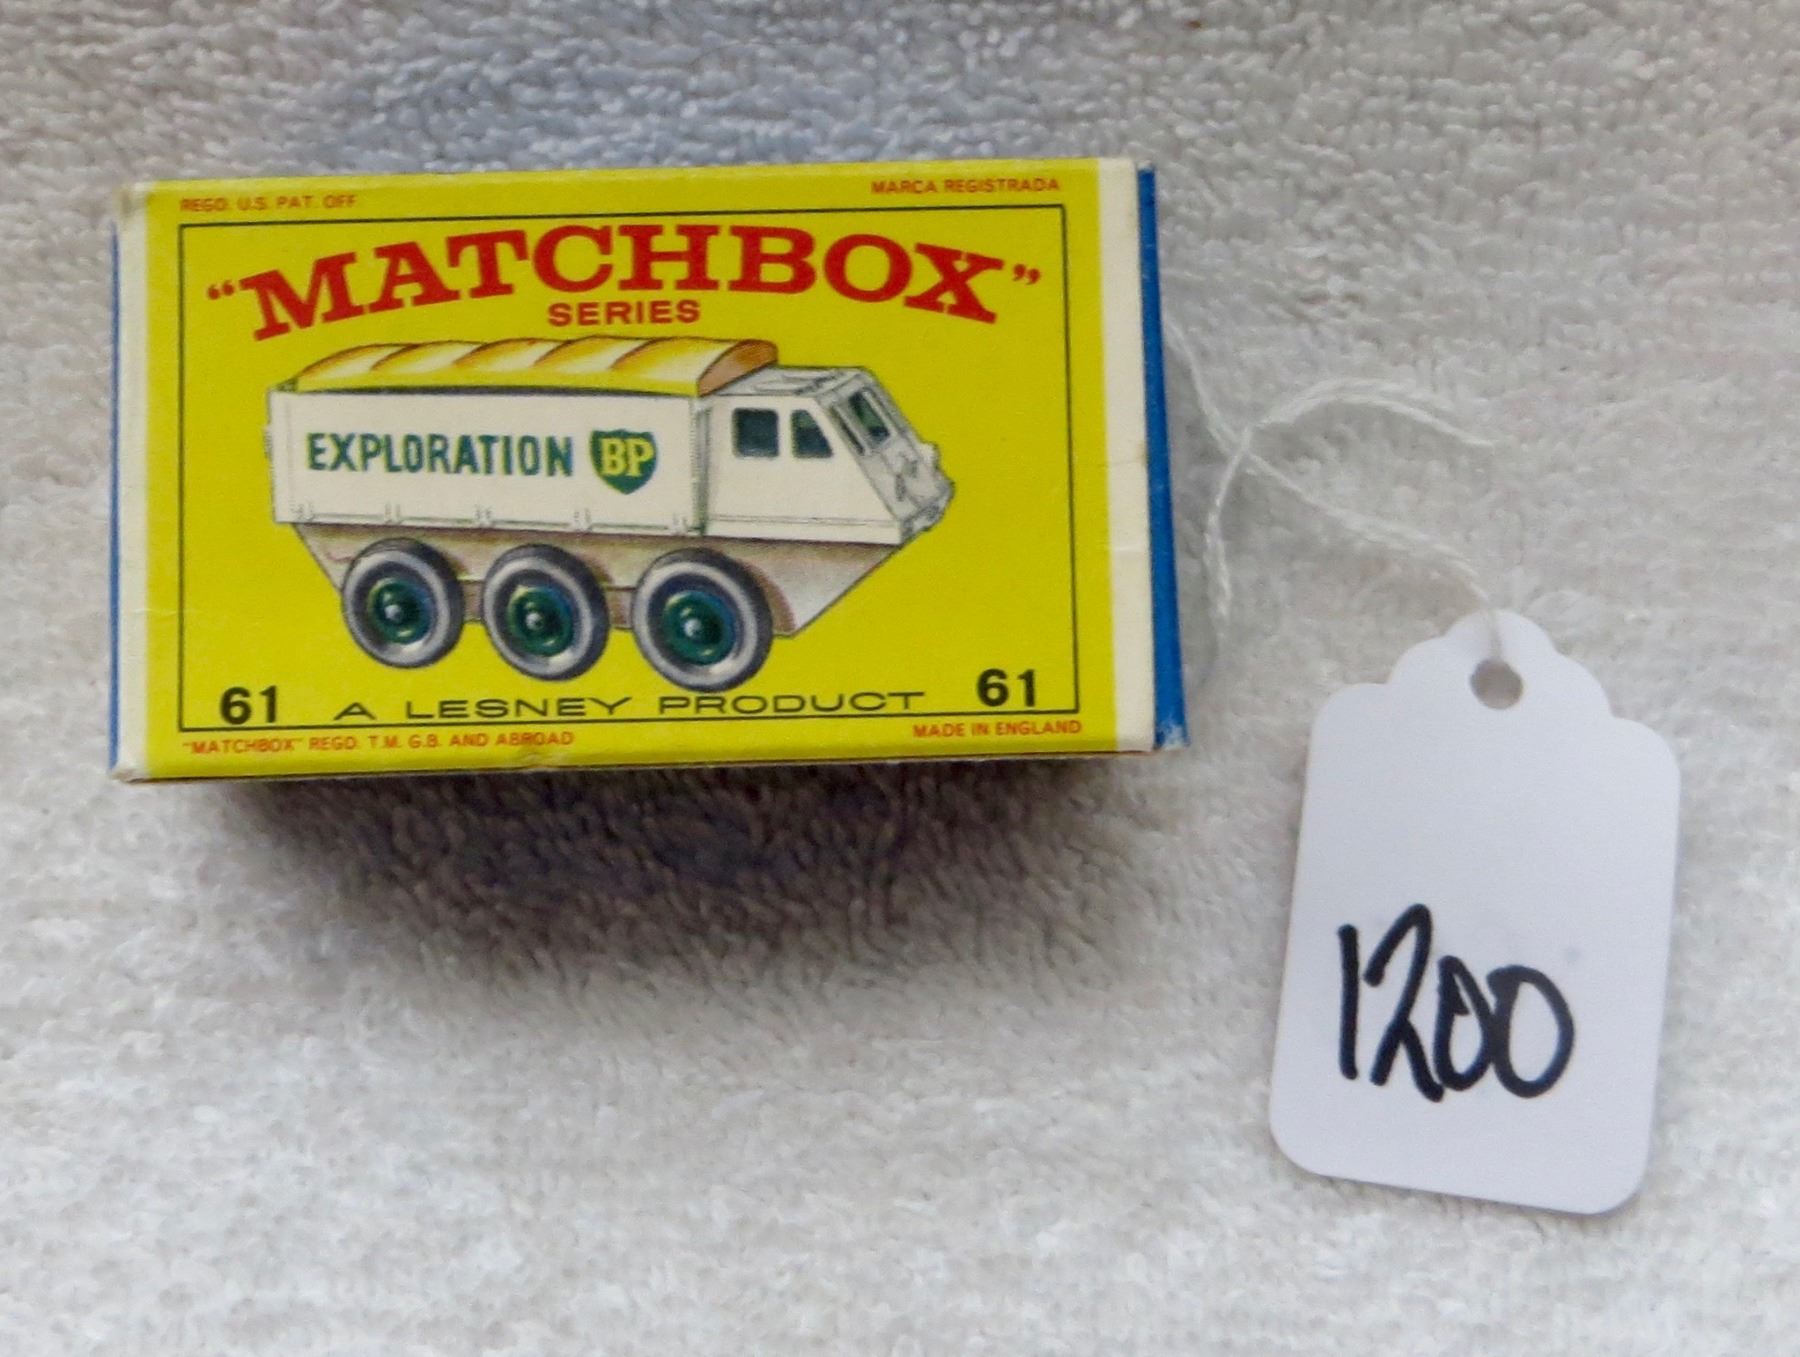 REGD. U.S. PAT. OFF
MARCA REGISTRADA
"MATCHBOX"
SERIES
EXPLORATION BP
61 A LESNEY PRODUCT 61
"MATCHBOX" REGD. T.M. G.B. AND ABROAD
MADE IN ENGLAND
1200